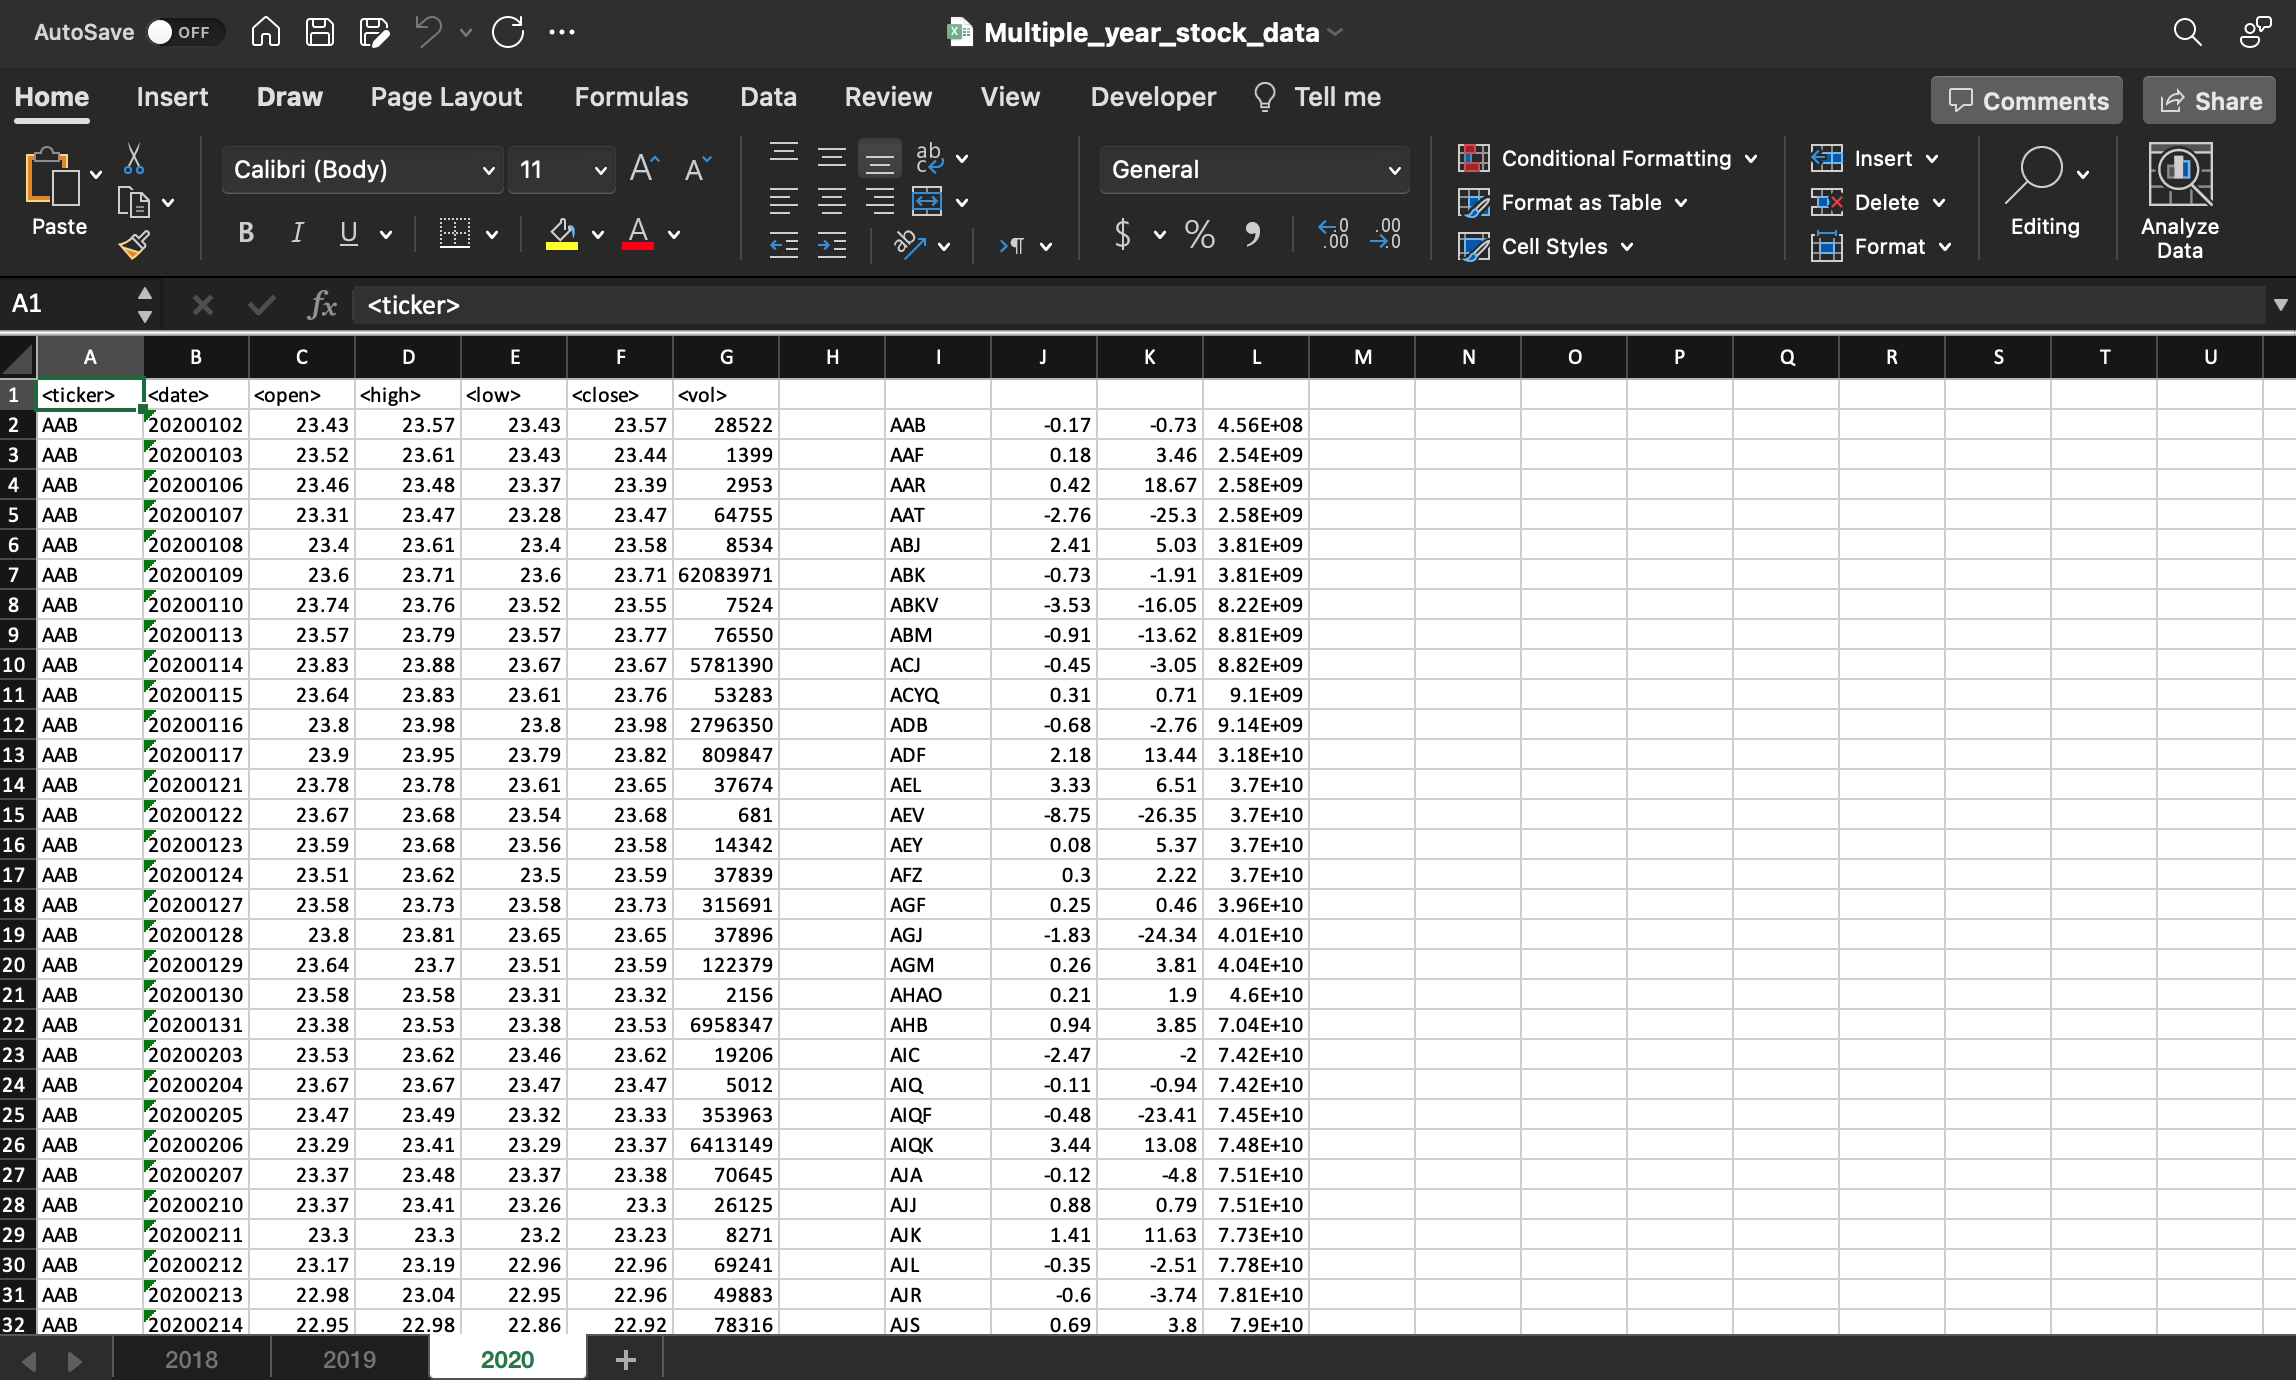 AutoSave OFF Multiple_year_stock_data
Home Insert Draw Page Layout Formulas Data Review View Developer Tell me Comments Share
Paste Calibri (Body) 11 General Conditional Formatting Format as Table Cell Styles Insert Delete Format Editing Analyze Data
A1 fx <ticker>
A B C D E F G H I J K L M N O P Q R S T U
1 <ticker> <date> <open> <high> <low> <close> <vol>
2 AAB 20200102 23.43 23.57 23.43 23.57 28522 AAB -0.17 -0.73 4.56E+08
3 AAB 20200103 23.52 23.61 23.43 23.44 1399 AAF 0.18 3.46 2.54E+09
4 AAB 20200106 23.46 23.48 23.37 23.39 2953 AAR 0.42 18.67 2.58E+09
5 AAB 20200107 23.31 23.47 23.28 23.47 64755 AAT -2.76 -25.3 2.58E+09
6 AAB 20200108 23.4 23.61 23.4 23.58 8534 ABJ 2.41 5.03 3.81E+09
7 AAB 20200109 23.6 23.71 23.6 23.71 62083971 ABK -0.73 -1.91 3.81E+09
8 AAB 20200110 23.74 23.76 23.52 23.55 7524 ABKV -3.53 -16.05 8.22E+09
9 AAB 20200113 23.57 23.79 23.57 23.77 76550 ABM -0.91 -13.62 8.81E+09
10 AAB 20200114 23.83 23.88 23.67 23.67 5781390 ACJ -0.45 -3.05 8.82E+09
11 AAB 20200115 23.64 23.83 23.61 23.76 53283 ACYQ 0.31 0.71 9.1E+09
12 AAB 20200116 23.8 23.98 23.8 23.98 2796350 ADB -0.68 -2.76 9.14E+09
13 AAB 20200117 23.9 23.95 23.79 23.82 809847 ADF 2.18 13.44 3.18E+10
14 AAB 20200121 23.78 23.78 23.61 23.65 37674 AEL 3.33 6.51 3.7E+10
15 AAB 20200122 23.67 23.68 23.54 23.68 681 AEV -8.75 -26.35 3.7E+10
16 AAB 20200123 23.59 23.68 23.56 23.58 14342 AEY 0.08 5.37 3.7E+10
17 AAB 20200124 23.51 23.62 23.5 23.59 37839 AFZ 0.3 2.22 3.7E+10
18 AAB 20200127 23.58 23.73 23.58 23.73 315691 AGF 0.25 0.46 3.96E+10
19 AAB 20200128 23.8 23.81 23.65 23.65 37896 AGJ -1.83 -24.34 4.01E+10
20 AAB 20200129 23.64 23.7 23.51 23.59 122379 AGM 0.26 3.81 4.04E+10
21 AAB 20200130 23.58 23.58 23.31 23.32 2156 AHAO 0.21 1.9 4.6E+10
22 AAB 20200131 23.38 23.53 23.38 23.53 6958347 AHB 0.94 3.85 7.04E+10
23 AAB 20200203 23.53 23.62 23.46 23.62 19206 AIC -2.47 -2 7.42E+10
24 AAB 20200204 23.67 23.67 23.47 23.47 5012 AIQ -0.11 -0.94 7.42E+10
25 AAB 20200205 23.47 23.49 23.32 23.33 353963 AIQF -0.48 -23.41 7.45E+10
26 AAB 20200206 23.29 23.41 23.29 23.37 6413149 AIQK 3.44 13.08 7.48E+10
27 AAB 20200207 23.37 23.48 23.37 23.38 70645 AJA -0.12 -4.8 7.51E+10
28 AAB 20200210 23.37 23.41 23.26 23.3 26125 AJJ 0.88 0.79 7.51E+10
29 AAB 20200211 23.3 23.3 23.2 23.23 8271 AJK 1.41 11.63 7.73E+10
30 AAB 20200212 23.17 23.19 22.96 22.96 69241 AJL -0.35 -2.51 7.78E+10
31 AAB 20200213 22.98 23.04 22.95 22.96 49883 AJR -0.6 -3.74 7.81E+10
32 AAB 20200214 22.95 22.98 22.86 22.92 78316 AJS 0.69 3.8 7.9E+10
2018 2019 2020 +